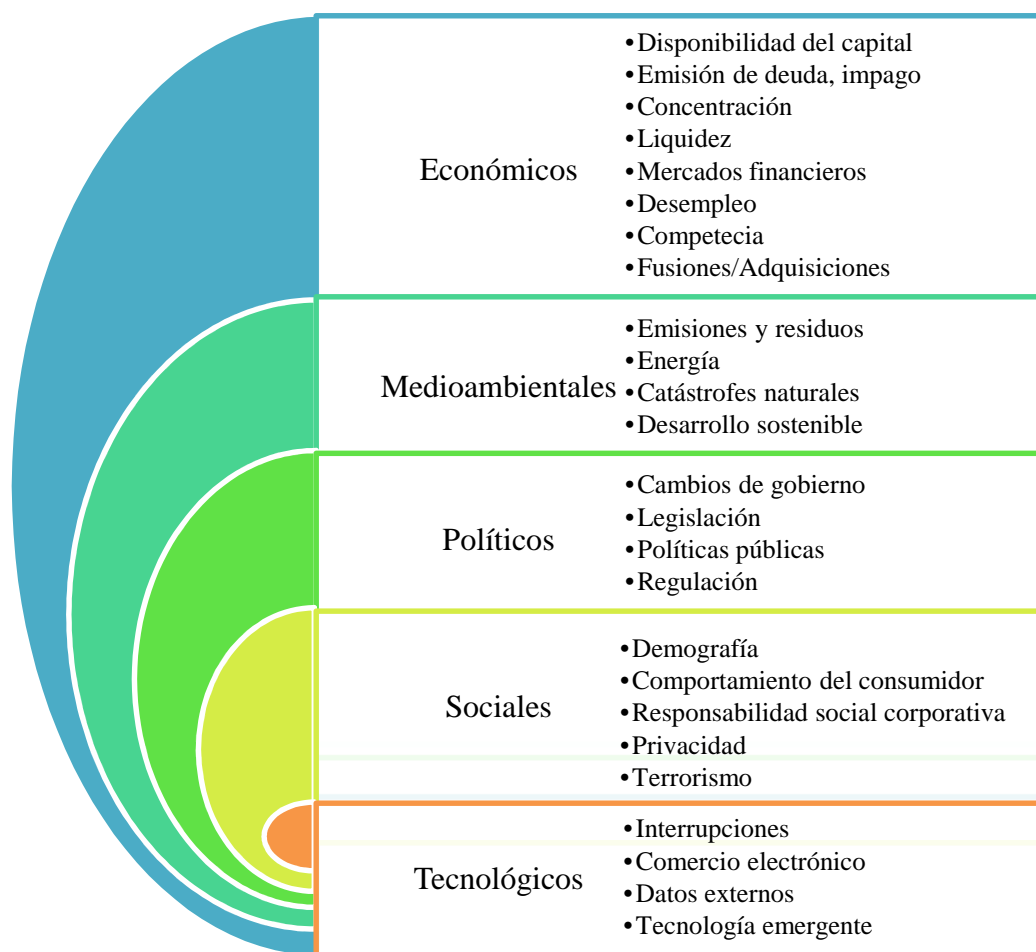 Económicos
•Disponibilidad del capital
•Emisión de deuda, impago
•Concentración
•Liquidez
•Mercados financieros
•Desempleo
•Competecia
•Fusiones/Adquisiciones
Medioambientales
•Emisiones y residuos
•Energía
•Catástrofes naturales
•Desarrollo sostenible
Políticos
•Cambios de gobierno
•Legislación
•Políticas públicas
•Regulación
Sociales
•Demografía
•Comportamiento del consumidor
•Responsabilidad social corporativa
•Privacidad
•Terrorismo
Tecnológicos
•Interrupciones
•Comercio electrónico
•Datos externos
•Tecnología emergente